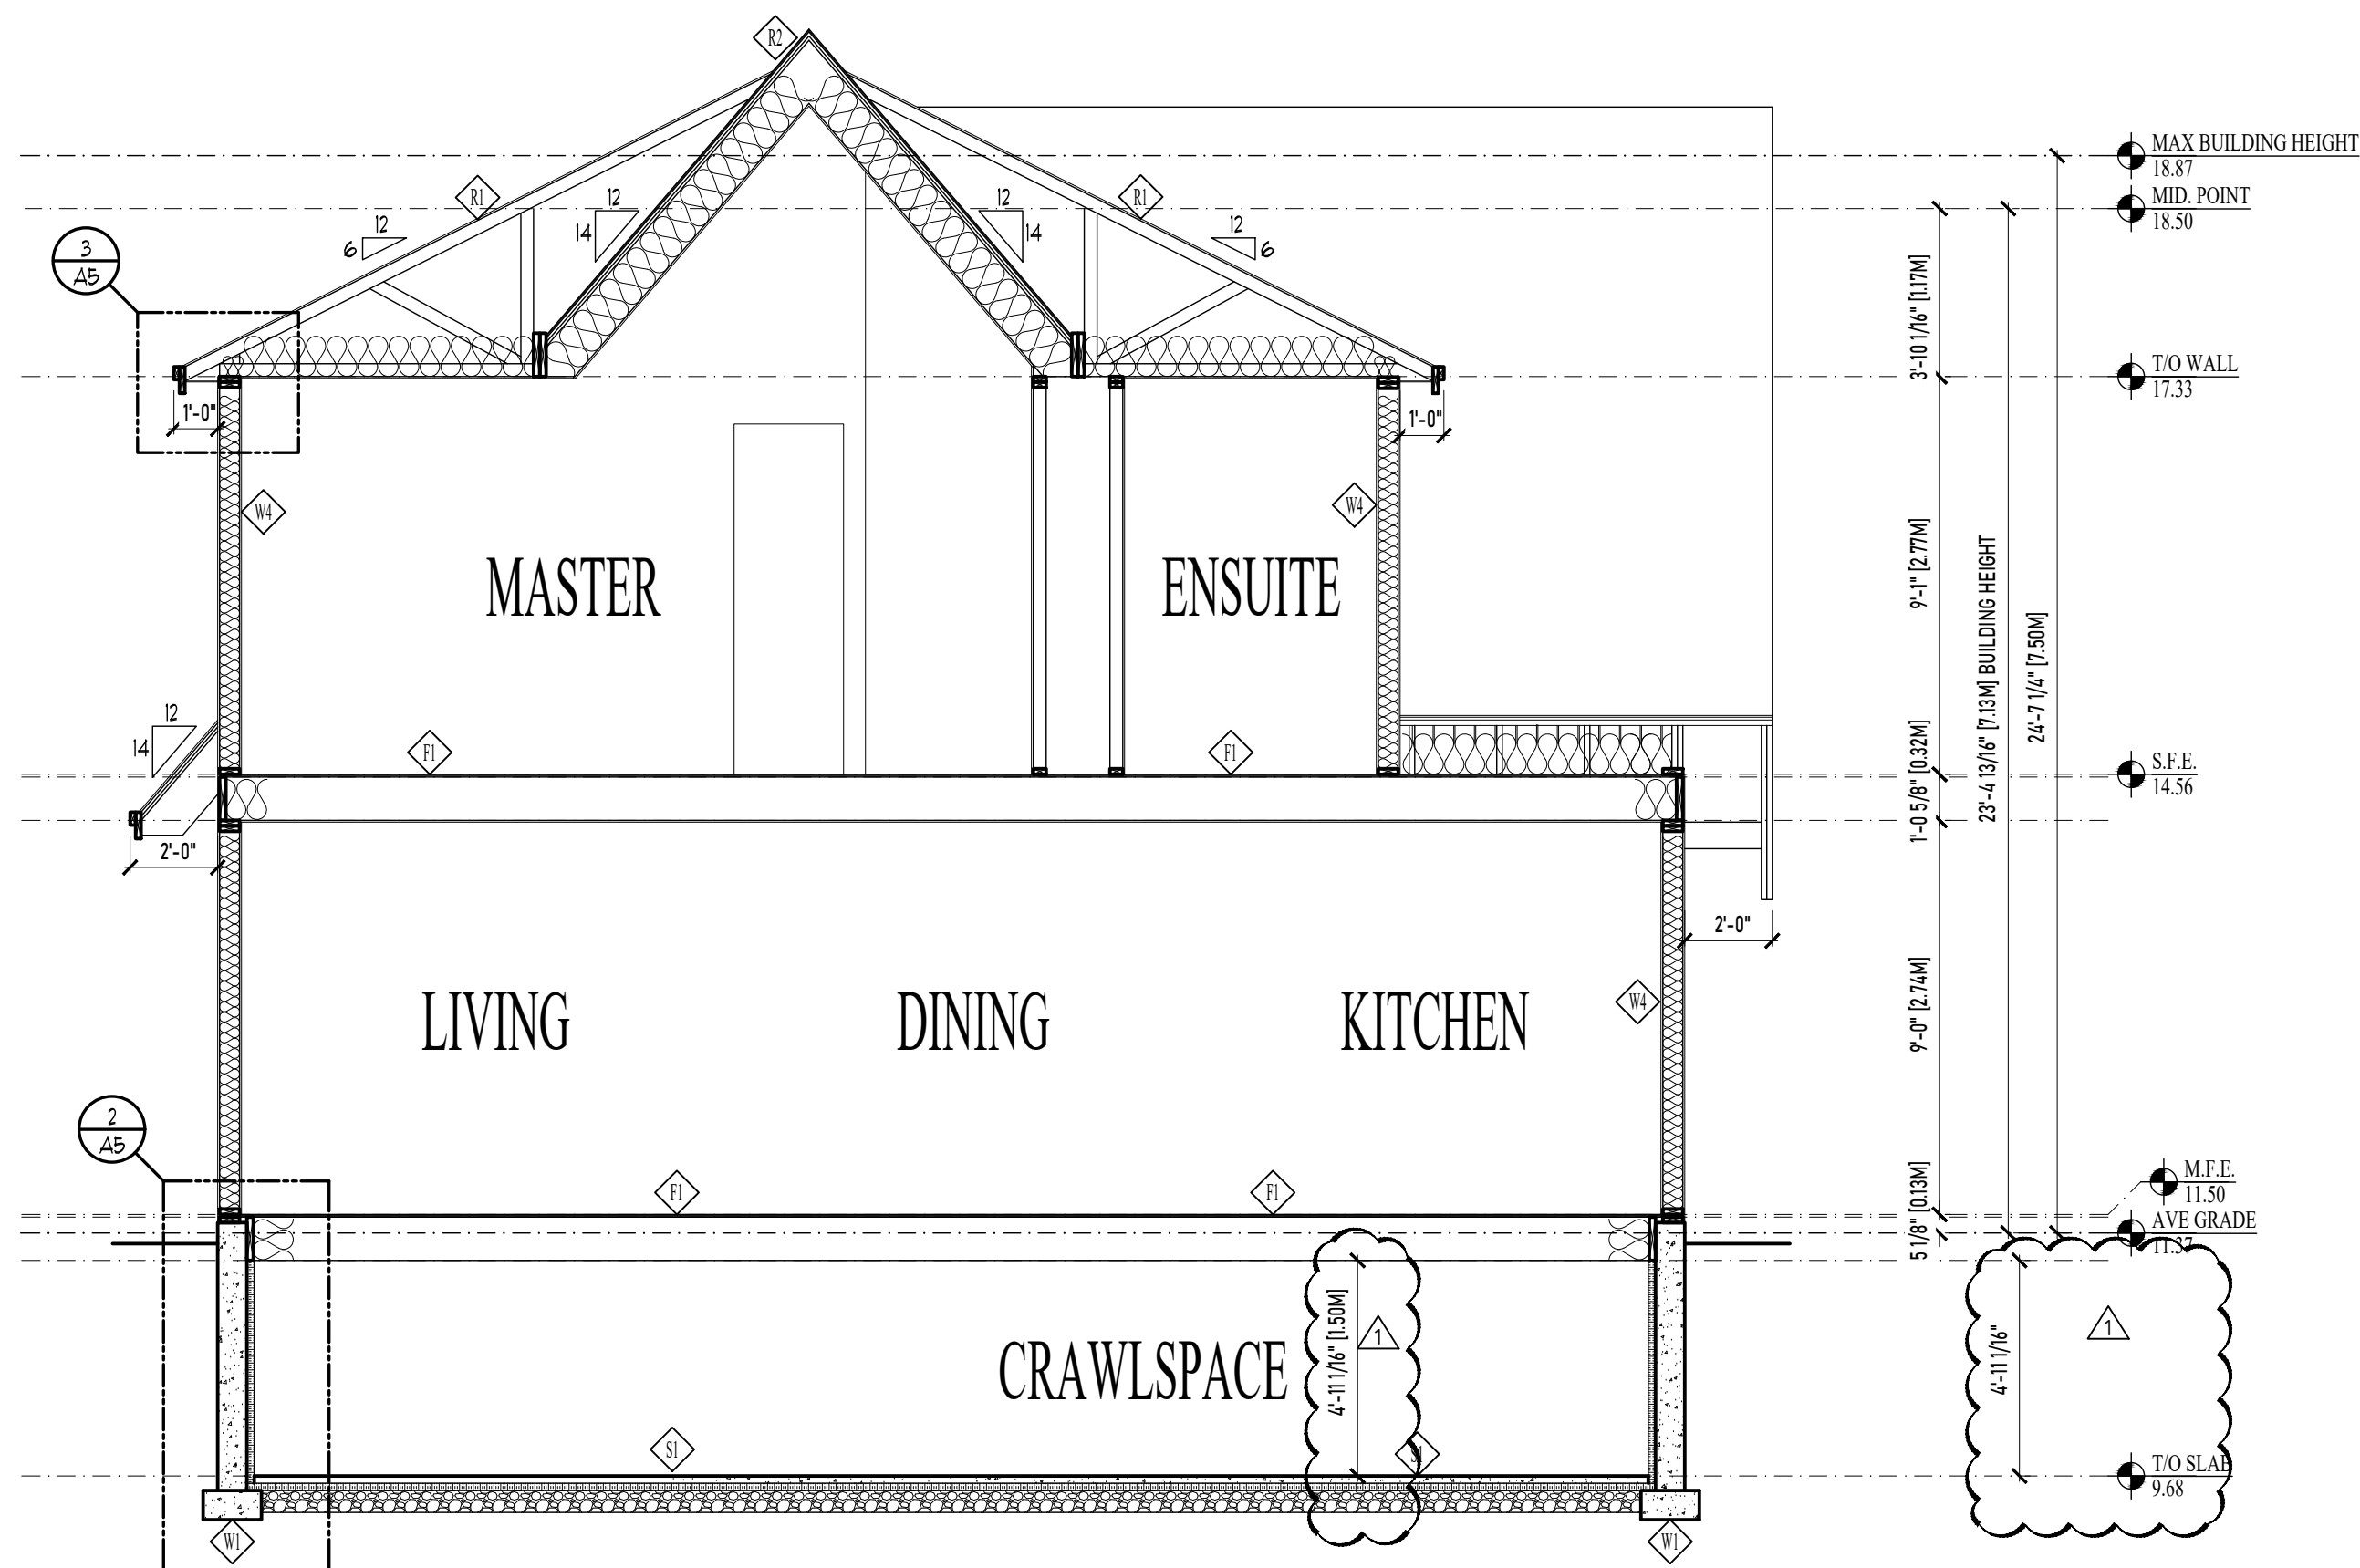 R2
MAX BUILDING HEIGHT
18.87
R1
12
6
12
14
12
14
R1
12
6
MID. POINT
18.50
3
A5
3'-10 1/16" [1.17M]
T/O WALL
17.33
1'-0"
1'-0"
W4
W4
MASTER
ENSUITE
9'-1" [2.77M]
23'-4 13/16" [7.13M] BUILDING HEIGHT
24'-7 1/4" [7.50M]
12
14
F1
F1
S.F.E.
14.56
1'-0 5/8" [0.32M]
2'-0"
2'-0"
LIVING
DINING
KITCHEN
W4
9'-0" [2.74M]
2
A5
F1
F1
M.F.E.
11.50
5 1/8" [0.13M]
AVE GRADE
11.37
CRAWLSPACE
4'-11 1/16" [1.50M]
1
4'-11 1/16"
1
S1
S1
T/O SLAB
9.68
W1
W1